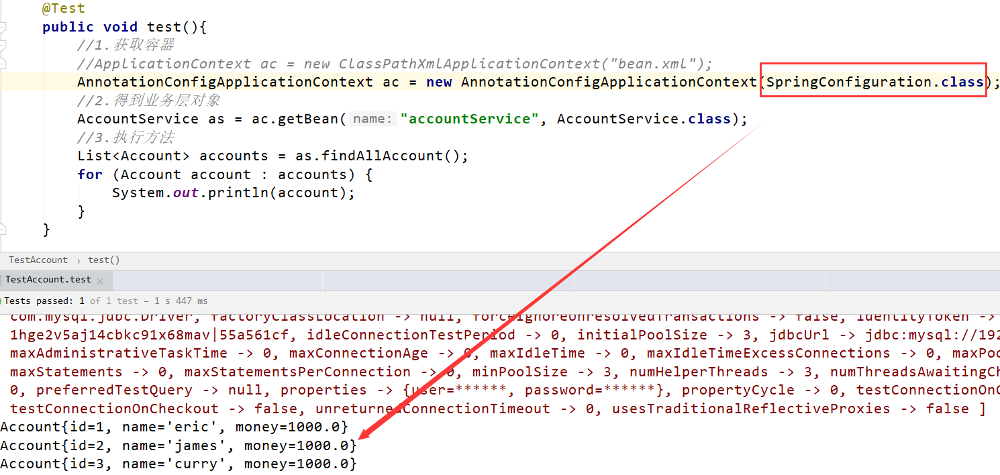 @Test
public void test(){
//1.获取容器
//ApplicationContext ac = new ClassPathXmlApplicationContext("bean.xml");
AnnotationConfigApplicationContext ac = new AnnotationConfigApplicationContext(SpringConfiguration.class);
//2.得到业务层对象
AccountService as = ac.getBean( name: "accountService", AccountService.class);
//3.执行方法
List<Account> accounts = as.findAllAccount();
for (Account account : accounts) {
System.out.println(account);
}
}
TestAccount › test()
TestAccount.test ×
Tests passed: 1 of 1 test – 1 s 447 ms
com.mysql.jdbc.Driver, factoryClassLocation -> null, forceIgnoreUnresolvedTransactions -> false, identityToken ->
1hge2v5aj14cbkc91x68mav|55a561cf, idleConnectionTestPeriod -> 0, initialPoolSize -> 3, jdbcUrl -> jdbc:mysql://192
maxAdministrativeTaskTime -> 0, maxConnectionAge -> 0, maxIdleTime -> 0, maxIdleTimeExcessConnections -> 0, maxPoo
maxStatements -> 0, maxStatementsPerConnection -> 0, minPoolSize -> 3, numHelperThreads -> 3, numThreadsAwaitingCh
0, preferredTestQuery -> null, properties -> {user=******, password=******}, propertyCycle -> 0, testConnectionOnC
testConnectionOnCheckout -> false, unreturnedConnectionTimeout -> 0, usesTraditionalReflectiveProxies -> false ]
Account{id=1, name='eric', money=1000.0}
Account{id=2, name='james', money=1000.0}
Account{id=3, name='curry', money=1000.0}